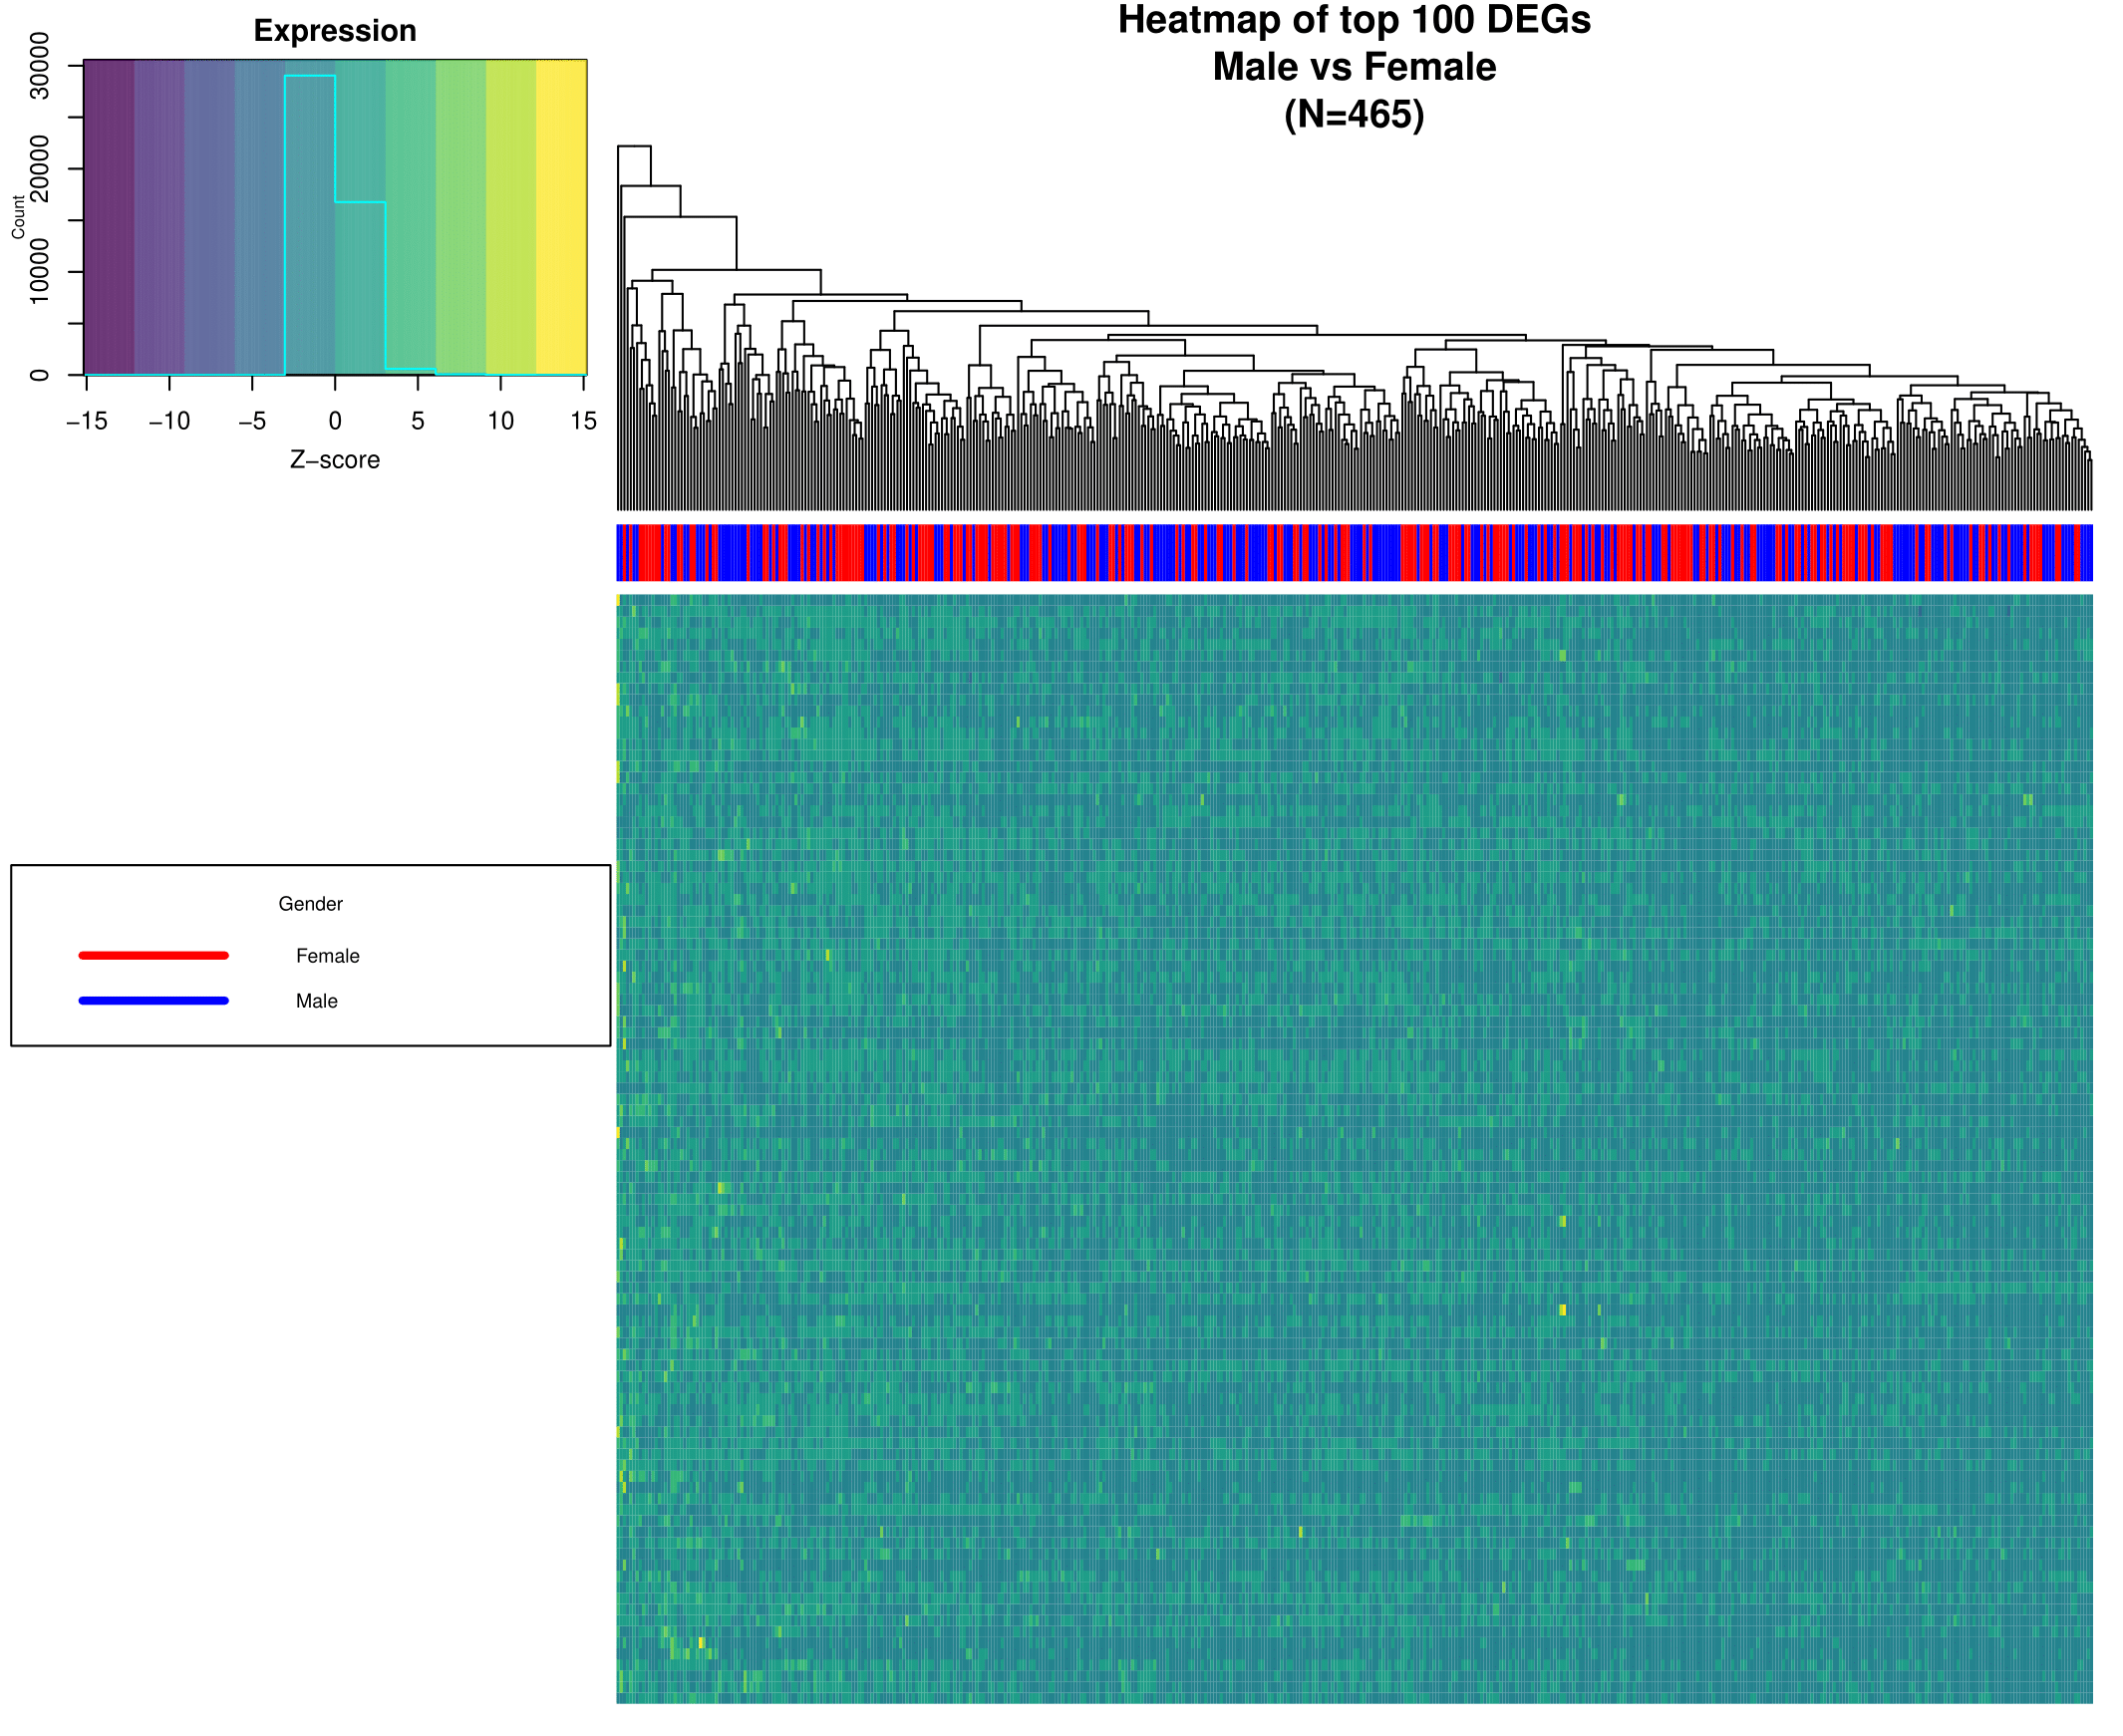 Expression
Heatmap of top 100 DEGs
Male vs Female
(N=465)
Count
0
10000
20000
30000
−15 −10 −5 0 5 10 15
Z−score
Gender
Female
Male